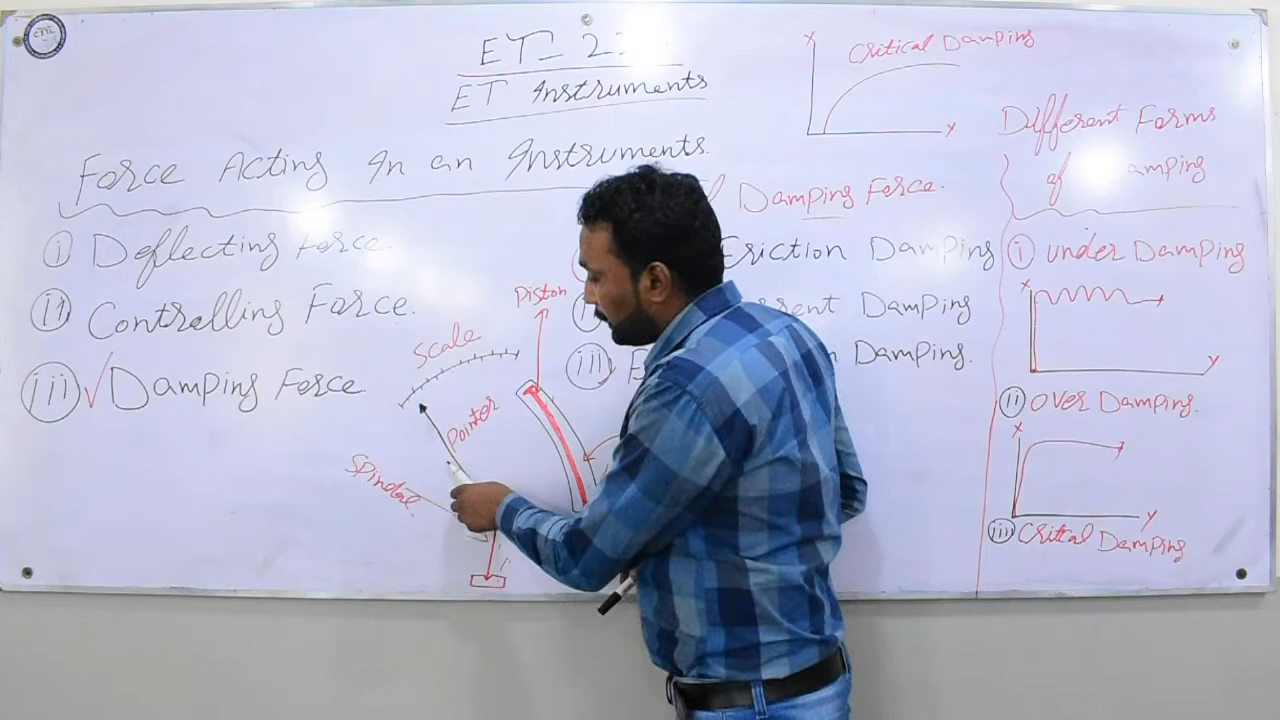 ET-2
ET Instruments
Force Acting In an Instruments.
i Deflecting Force.
ii Controlling Force.
iii ✓ Damping Force
Scale
Pointer
Spindal
Piston
Damping Force.
Friction Damping
Damping
iii Damping.
X
Critical Damping
Y
Different Forms
of amping
i under Damping
X
Y
ii over Damping.
X
Y
iii Critical Damping